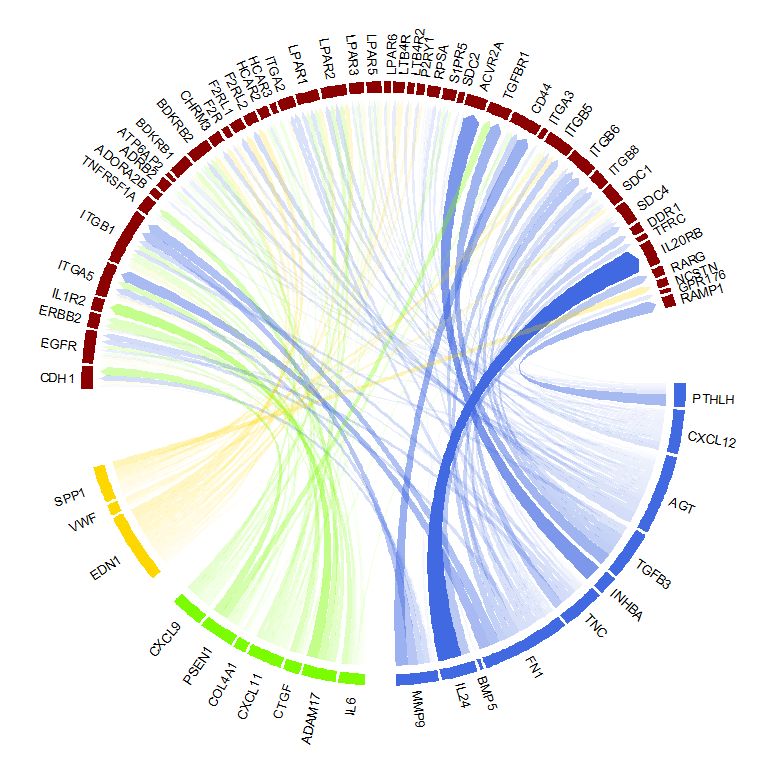 CDH1
EGFR
ERBB2
IL1R2
ITGA5
ITGB1
TNFRSF1A
ADORA2B
ADRB2
ATP6AP2
BDKRB1
BDKRB2
CHRM3
F2R
F2RL1
F2RL2
HCAR2
HCAR3
ITGA2
LPAR1
LPAR2
LPAR3
LPAR5
LPAR6
LTB4R
LTB4R2
P2RY1
RPSA
S1PR5
SDC2
ACVR2A
TGFBR1
CD44
ITGA3
ITGB5
ITGB6
ITGB8
SDC1
SDC4
DDR1
TFRC
IL20RB
RARG
NCSTN
GPR176
RAMP1
PTHLH
CXCL12
AGT
TGFB3
INHBA
TNC
FN1
BMP5
IL24
MMP9
IL6
ADAM17
CTGF
CXCL11
COL4A1
PSEN1
CXCL9
EDN1
VWF
SPP1